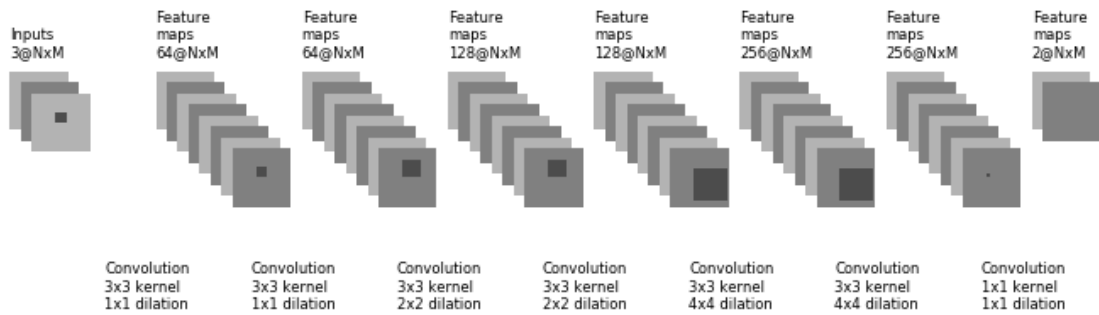 Inputs
3@NxM
Feature
maps
64@NxM
Feature
maps
64@NxM
Feature
maps
128@NxM
Feature
maps
128@NxM
Feature
maps
256@NxM
Feature
maps
256@NxM
Feature
maps
2@NxM
Convolution
3x3 kernel
1x1 dilation
Convolution
3x3 kernel
1x1 dilation
Convolution
3x3 kernel
2x2 dilation
Convolution
3x3 kernel
2x2 dilation
Convolution
3x3 kernel
4x4 dilation
Convolution
3x3 kernel
4x4 dilation
Convolution
1x1 kernel
1x1 dilation